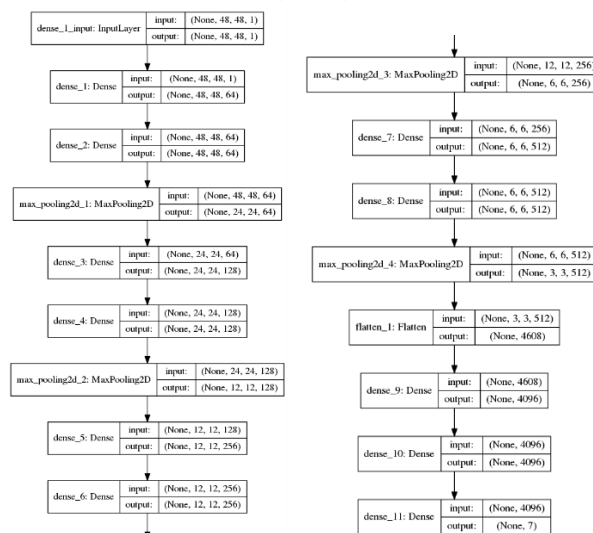 dense_1_input: InputLayer
input: (None, 48, 48, 1)
output: (None, 48, 48, 1)
dense_1: Dense
input: (None, 48, 48, 1)
output: (None, 48, 48, 64)
dense_2: Dense
input: (None, 48, 48, 64)
output: (None, 48, 48, 64)
max_pooling2d_1: MaxPooling2D
input: (None, 48, 48, 64)
output: (None, 24, 24, 64)
dense_3: Dense
input: (None, 24, 24, 64)
output: (None, 24, 24, 128)
dense_4: Dense
input: (None, 24, 24, 128)
output: (None, 24, 24, 128)
max_pooling2d_2: MaxPooling2D
input: (None, 24, 24, 128)
output: (None, 12, 12, 128)
dense_5: Dense
input: (None, 12, 12, 128)
output: (None, 12, 12, 256)
dense_6: Dense
input: (None, 12, 12, 256)
output: (None, 12, 12, 256)
max_pooling2d_3: MaxPooling2D
input: (None, 12, 12, 256)
output: (None, 6, 6, 256)
dense_7: Dense
input: (None, 6, 6, 256)
output: (None, 6, 6, 512)
dense_8: Dense
input: (None, 6, 6, 512)
output: (None, 6, 6, 512)
max_pooling2d_4: MaxPooling2D
input: (None, 6, 6, 512)
output: (None, 3, 3, 512)
flatten_1: Flatten
input: (None, 3, 3, 512)
output: (None, 4608)
dense_9: Dense
input: (None, 4608)
output: (None, 4096)
dense_10: Dense
input: (None, 4096)
output: (None, 4096)
dense_11: Dense
input: (None, 4096)
output: (None, 7)